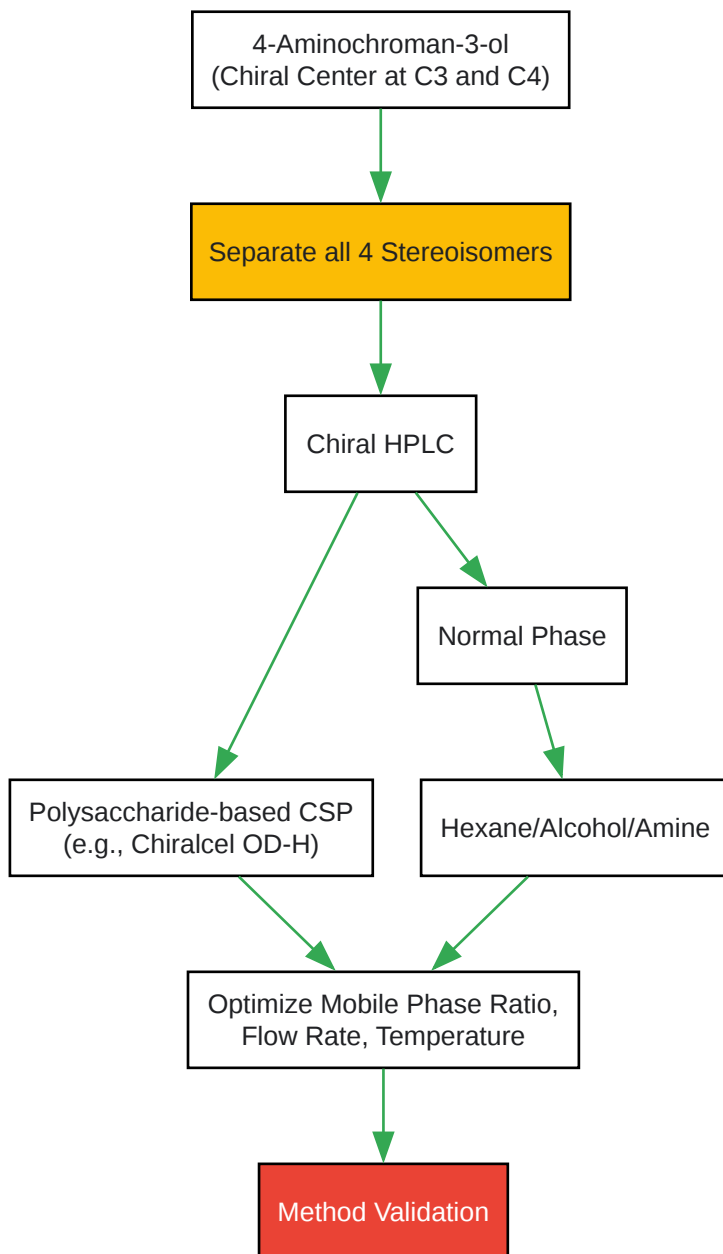 4-Aminochroman-3-ol
(Chiral Center at C3 and C4)
Separate all 4 Stereoisomers
Chiral HPLC
Normal Phase
Polysaccharide-based CSP
(e.g., Chiralcel OD-H)
Hexane/Alcohol/Amine
Optimize Mobile Phase Ratio,
Flow Rate, Temperature
Method Validation